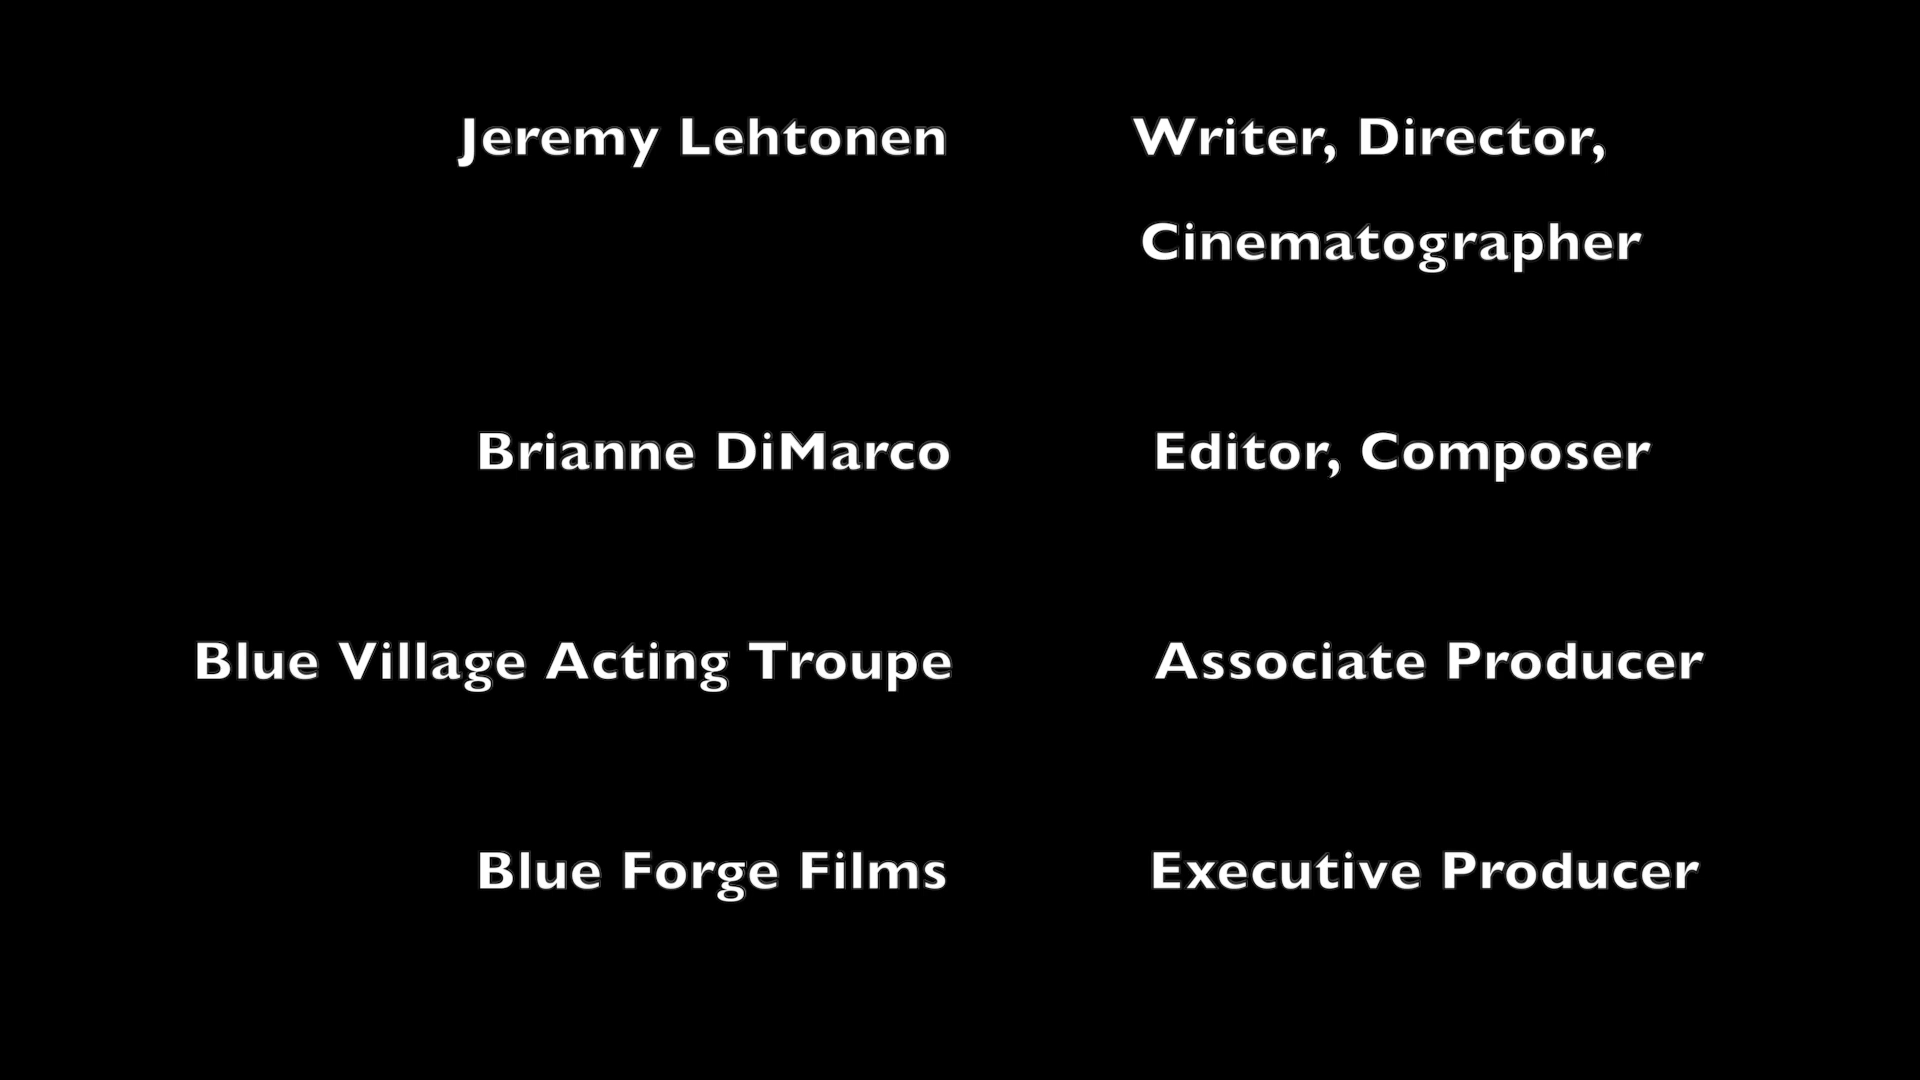 Jeremy Lehtonen Writer, Director,
Cinematographer
Brianne DiMarco Editor, Composer
Blue Village Acting Troupe Associate Producer
Blue Forge Films Executive Producer